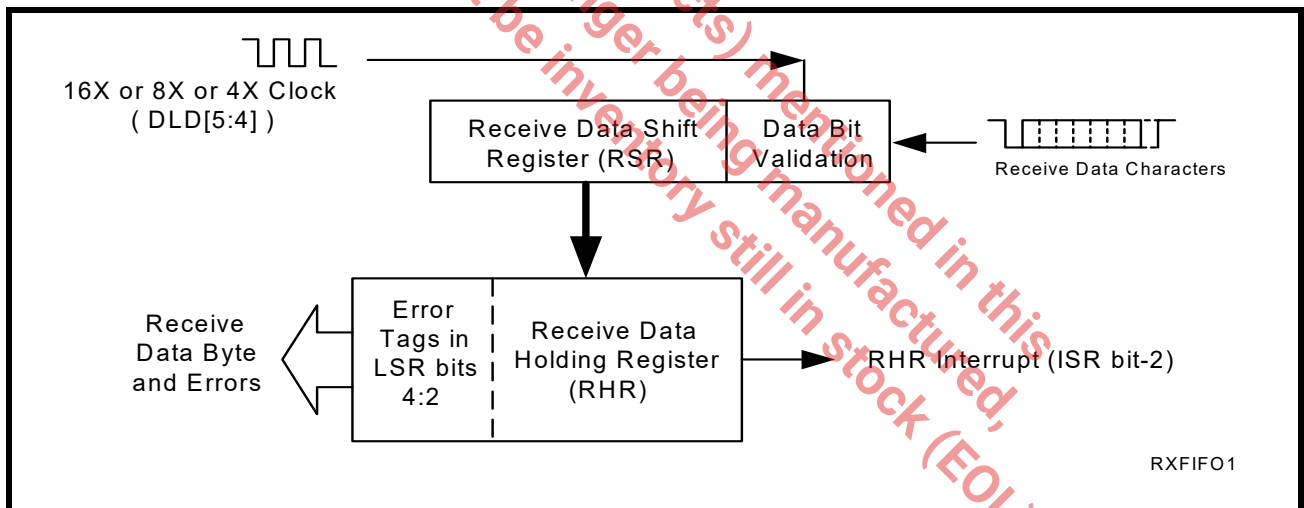 16X or 8X or 4X Clock
( DLD[5:4] )
Receive Data Shift
Register (RSR)
Data Bit
Validation
Receive Data Characters
Receive
Data Byte
and Errors
Error
Tags in
LSR bits
4:2
Receive Data
Holding Register
(RHR)
RHR Interrupt (ISR bit-2)
RXFIFO1
mentioned in this
being manufactured,
be inventory still in stock (EOL